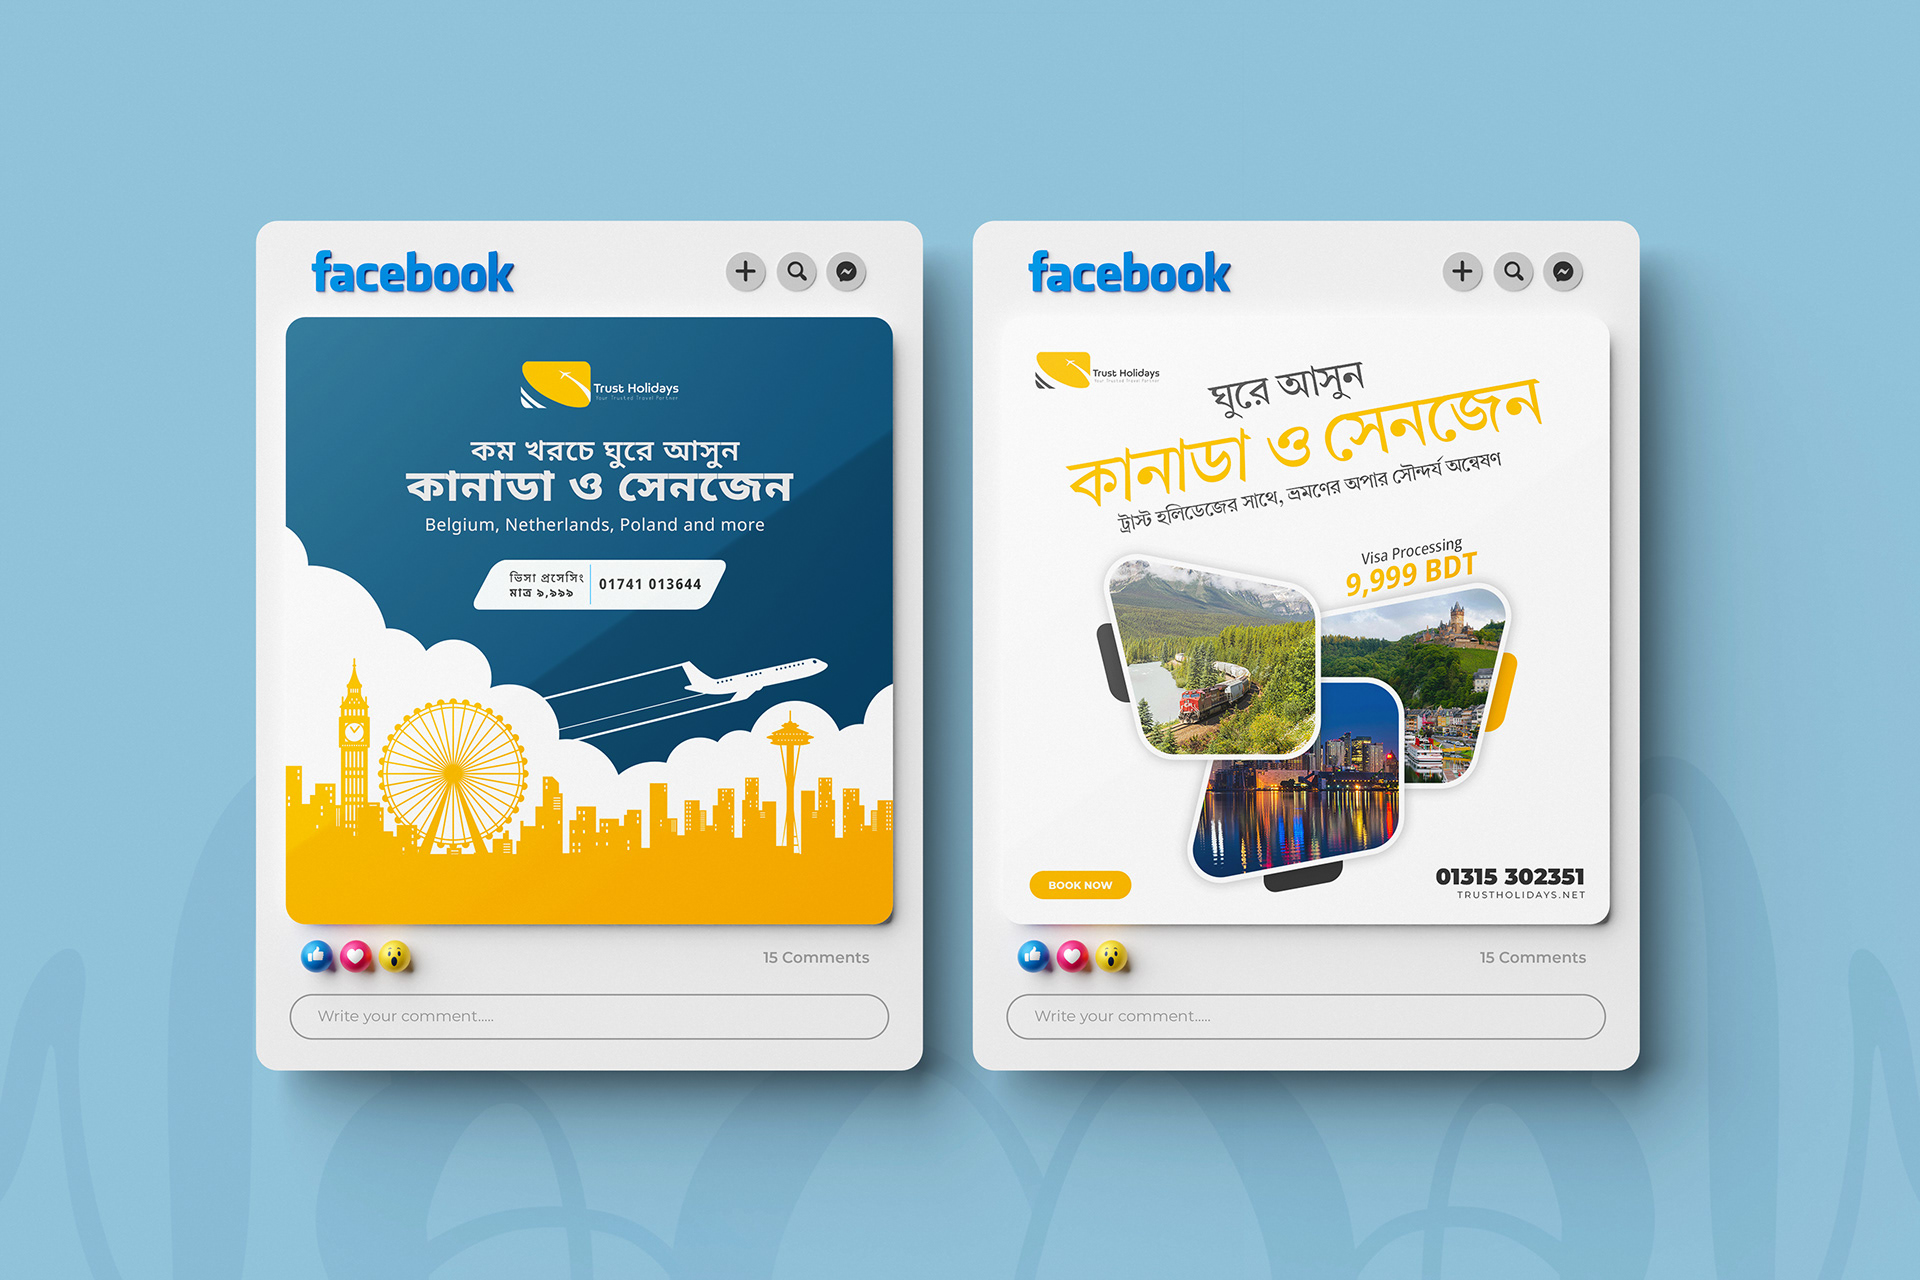 facebook
Trust Holidays
Your Trusted Travel Partner
কম খরচে ঘুরে আসুন
কানাডা ও সেনজেন
Belgium, Netherlands, Poland and more
ভিসা প্রসেসিং
মাত্র ৯,৯৯৯
01741 013644
15 Comments
Write your comment.....
facebook
Trust Holidays
Your Trusted Travel Partner
ঘুরে আসুন
কানাডা ও সেনজেন
ট্রাস্ট হলিডেজের সাথে, ভ্রমণের অপার সৌন্দর্য অন্বেষণ
Visa Processing
9,999 BDT
BOOK NOW
01315 302351
TRUSTHOLIDAYS.NET
15 Comments
Write your comment.....